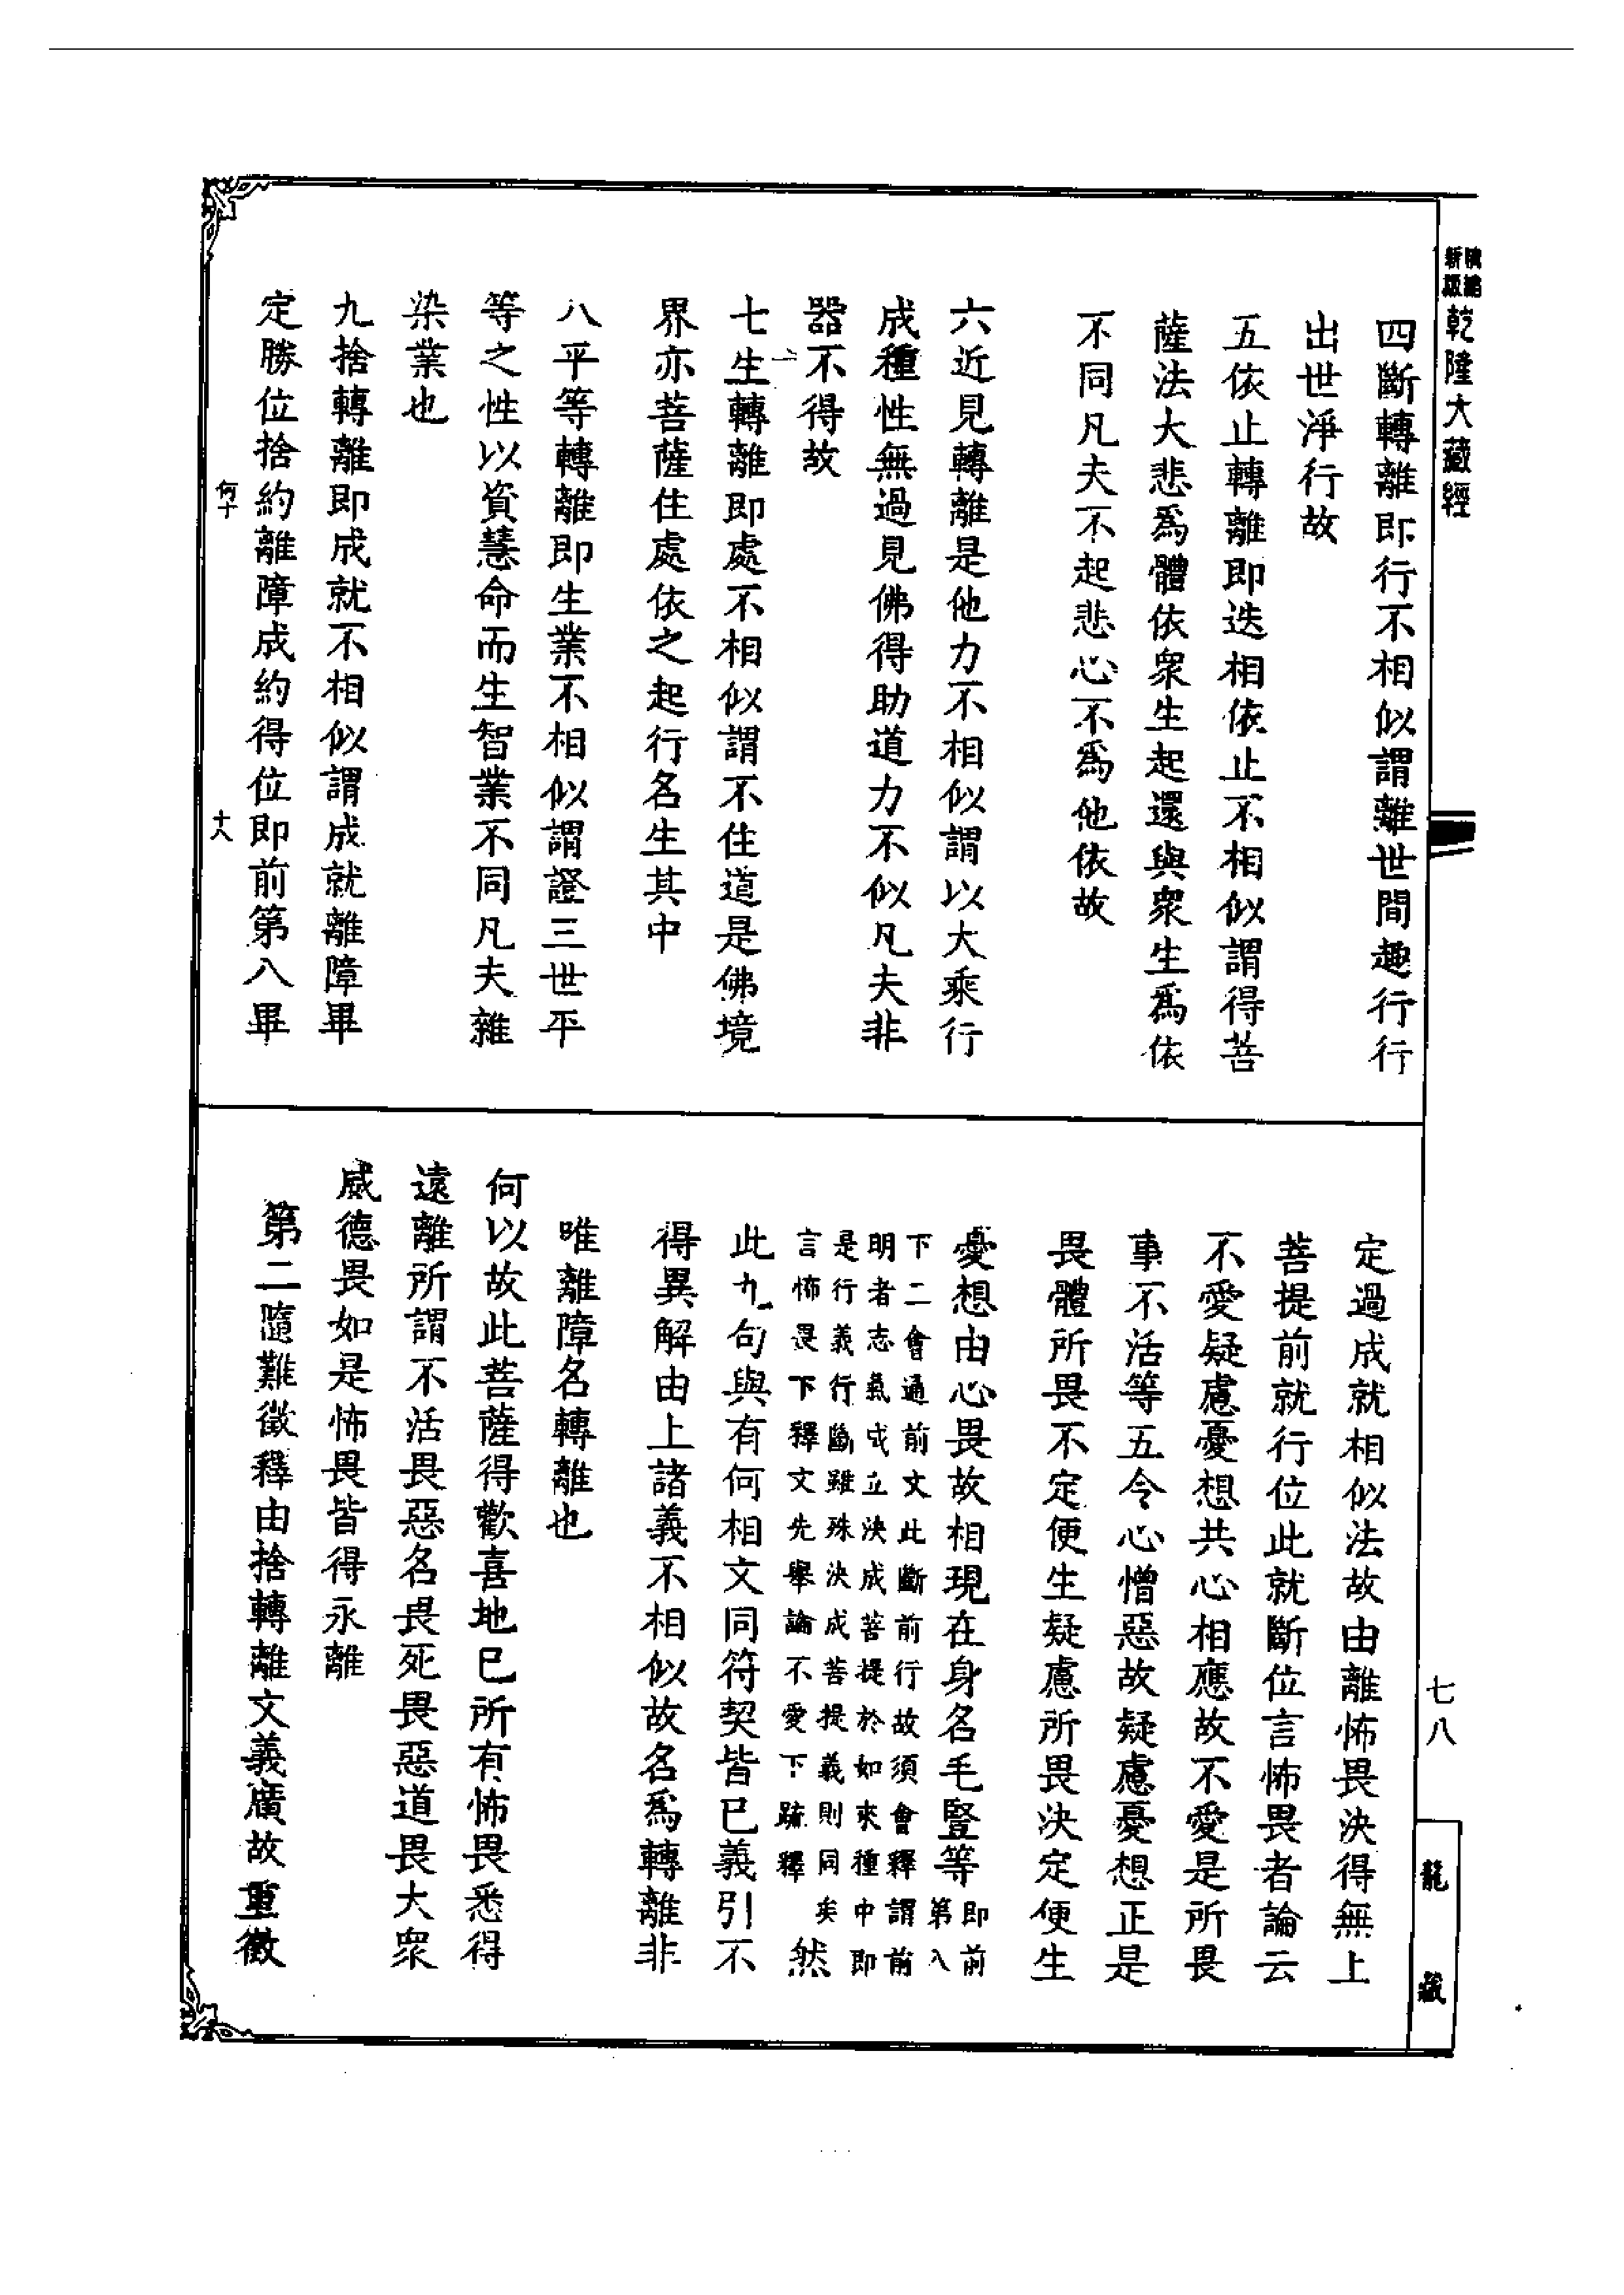 乾隆大藏經
四斷轉離即行不相似謂離世間趣行行
出世淨行故
五依止轉離即迭相依止不相似謂得菩
薩法大悲爲體依衆生起還與衆生爲依
不同凡夫不起悲心不爲他依故
六近見轉離是他力不相似謂以大乘行
成種性無過見佛得助道力不似凡夫非
器不得故
七生轉離即處不相似謂不住道是佛境
界亦菩薩住處依之起行名生其中
八平等轉離即生業不相似謂證三世平
等之性以資慧命而生智業不同凡夫雜
染業也
九捨轉離即成就不相似謂成就離障畢
定勝位捨約離障成約得位即前第八畢
何十
十八
七八
龍藏
定過成就相似法故由離怖畏決得無上
菩提前就行位此就斷位言怖畏者論云
不愛疑慮憂想共心相應故不愛是所畏
事不活等五令心憎惡故疑慮憂想正是
畏體所畏不定便生疑慮所畏決定便生
憂想由心畏故相現在身名毛豎等即前
第八
下二會通前文此斷前行故須會釋謂前
明者志氣成立決成菩提於如來種中即
是行義行斷雖殊決成菩提義則同矣
言怖畏下釋文先舉論不愛下疏釋然
此九句與有何相文同符契皆已義引不
得異解由上諸義不相似故名爲轉離非
唯離障名轉離也
何以故此菩薩得歡喜地已所有怖畏悉得
遠離所謂不活畏惡名畏死畏惡道畏大衆
威德畏如是怖畏皆得永離
第二隨難徵釋由捨轉離文義廣故重徵